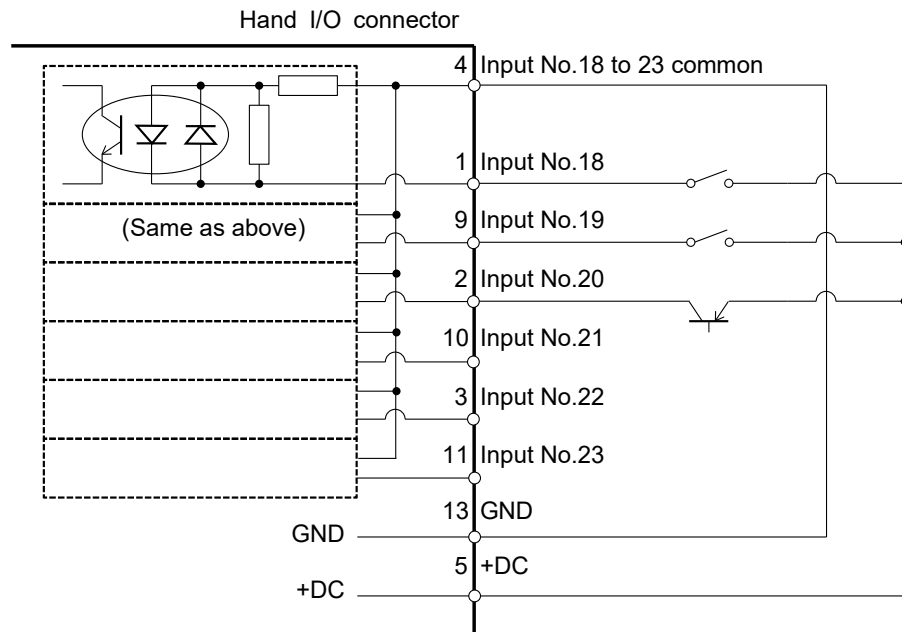 Hand I/O connector
4 Input No.18 to 23 common
1 Input No.18
(Same as above)
9 Input No.19
2 Input No.20
10 Input No.21
3 Input No.22
11 Input No.23
13 GND
GND
5 +DC
+DC